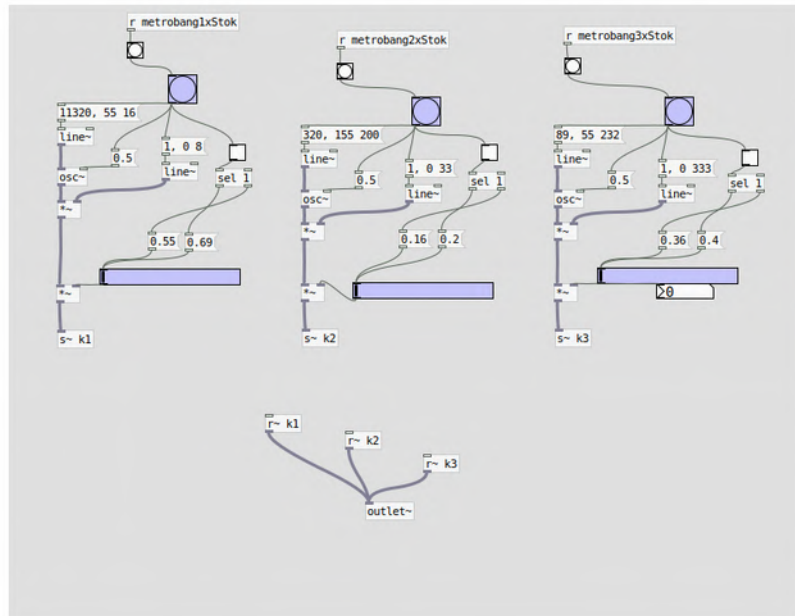 r metrobang1xStok
11320, 55 16
line~
0.5
1, 0 8
line~
osc~
sel 1
*~
0.55
0.69
*~
s~ k1
r metrobang2xStok
320, 155 200
line~
0.5
1, 0 33
line~
osc~
sel 1
*~
0.16
0.2
*~
s~ k2
r metrobang3xStok
89, 55 232
line~
0.5
1, 0 333
line~
osc~
sel 1
*~
0.36
0.4
0
*~
s~ k3
r~ k1
r~ k2
r~ k3
outlet~